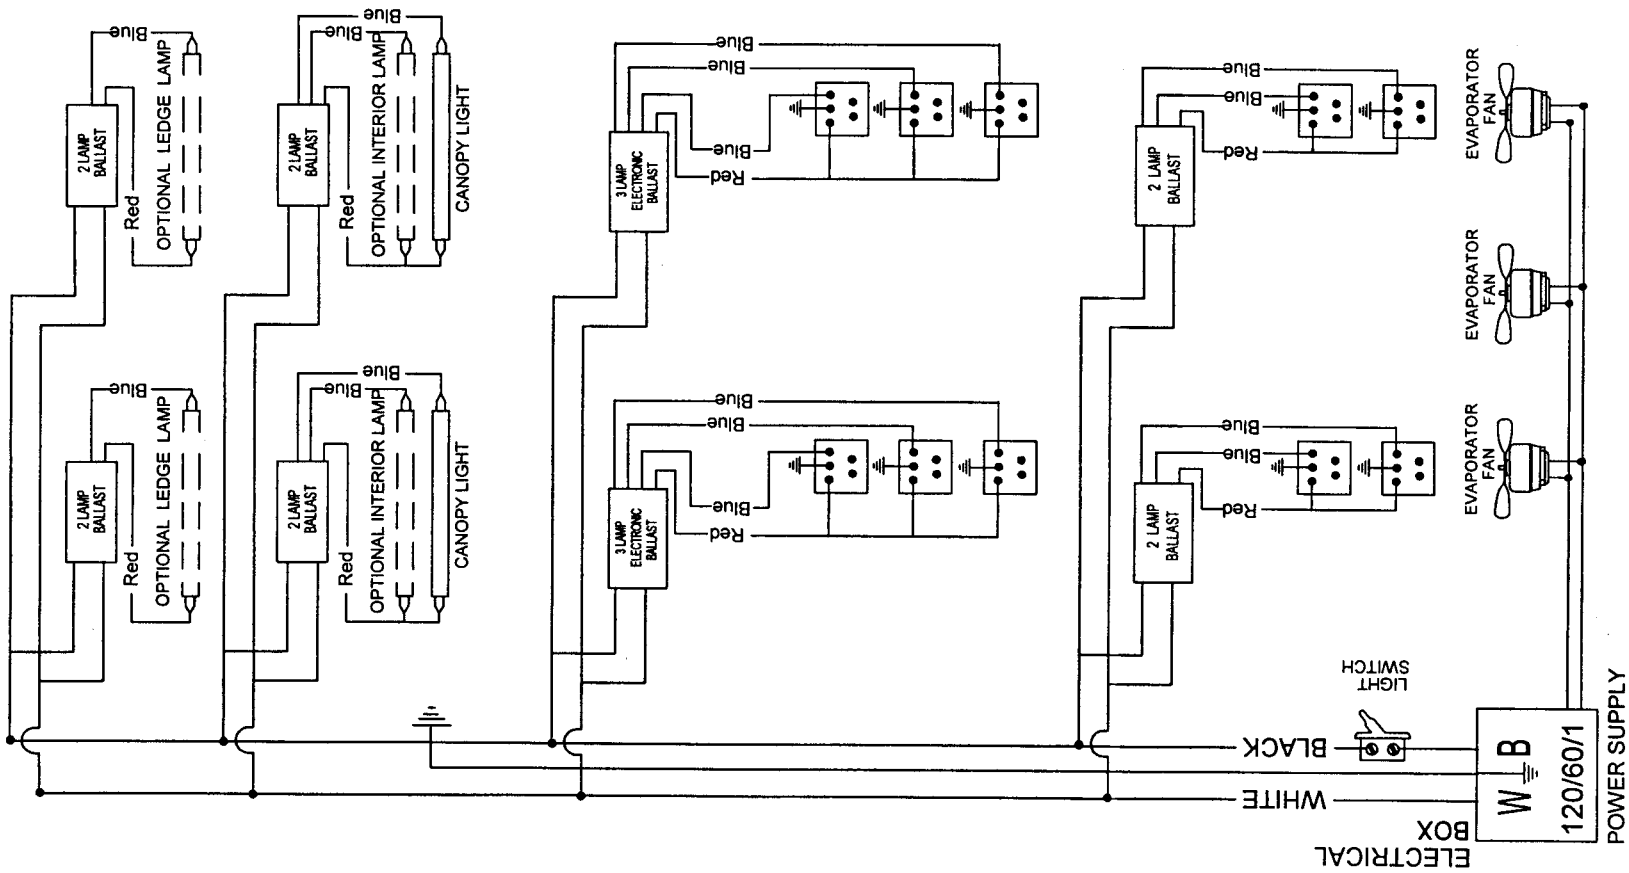 Blue
2 LAMP
BALLAST
Red
OPTIONAL LEDGE LAMP
Blue
Blue
2 LAMP
BALLAST
Red
OPTIONAL INTERIOR LAMP
CANOPY LIGHT
Blue
Blue
Blue
Red
3 LAMP
ELECTRONIC
BALLAST
Blue
Blue
Red
2 LAMP
BALLAST
EVAPORATOR
FAN
EVAPORATOR
FAN
Blue
2 LAMP
BALLAST
Red
OPTIONAL LEDGE LAMP
Blue
Blue
2 LAMP
BALLAST
Red
OPTIONAL INTERIOR LAMP
CANOPY LIGHT
Blue
Blue
Blue
Red
3 LAMP
ELECTRONIC
BALLAST
Blue
Blue
Red
2 LAMP
BALLAST
EVAPORATOR
FAN
LIGHT
SWITCH
BLACK
WHITE
W B
120/60/1
POWER SUPPLY
ELECTRICAL
BOX